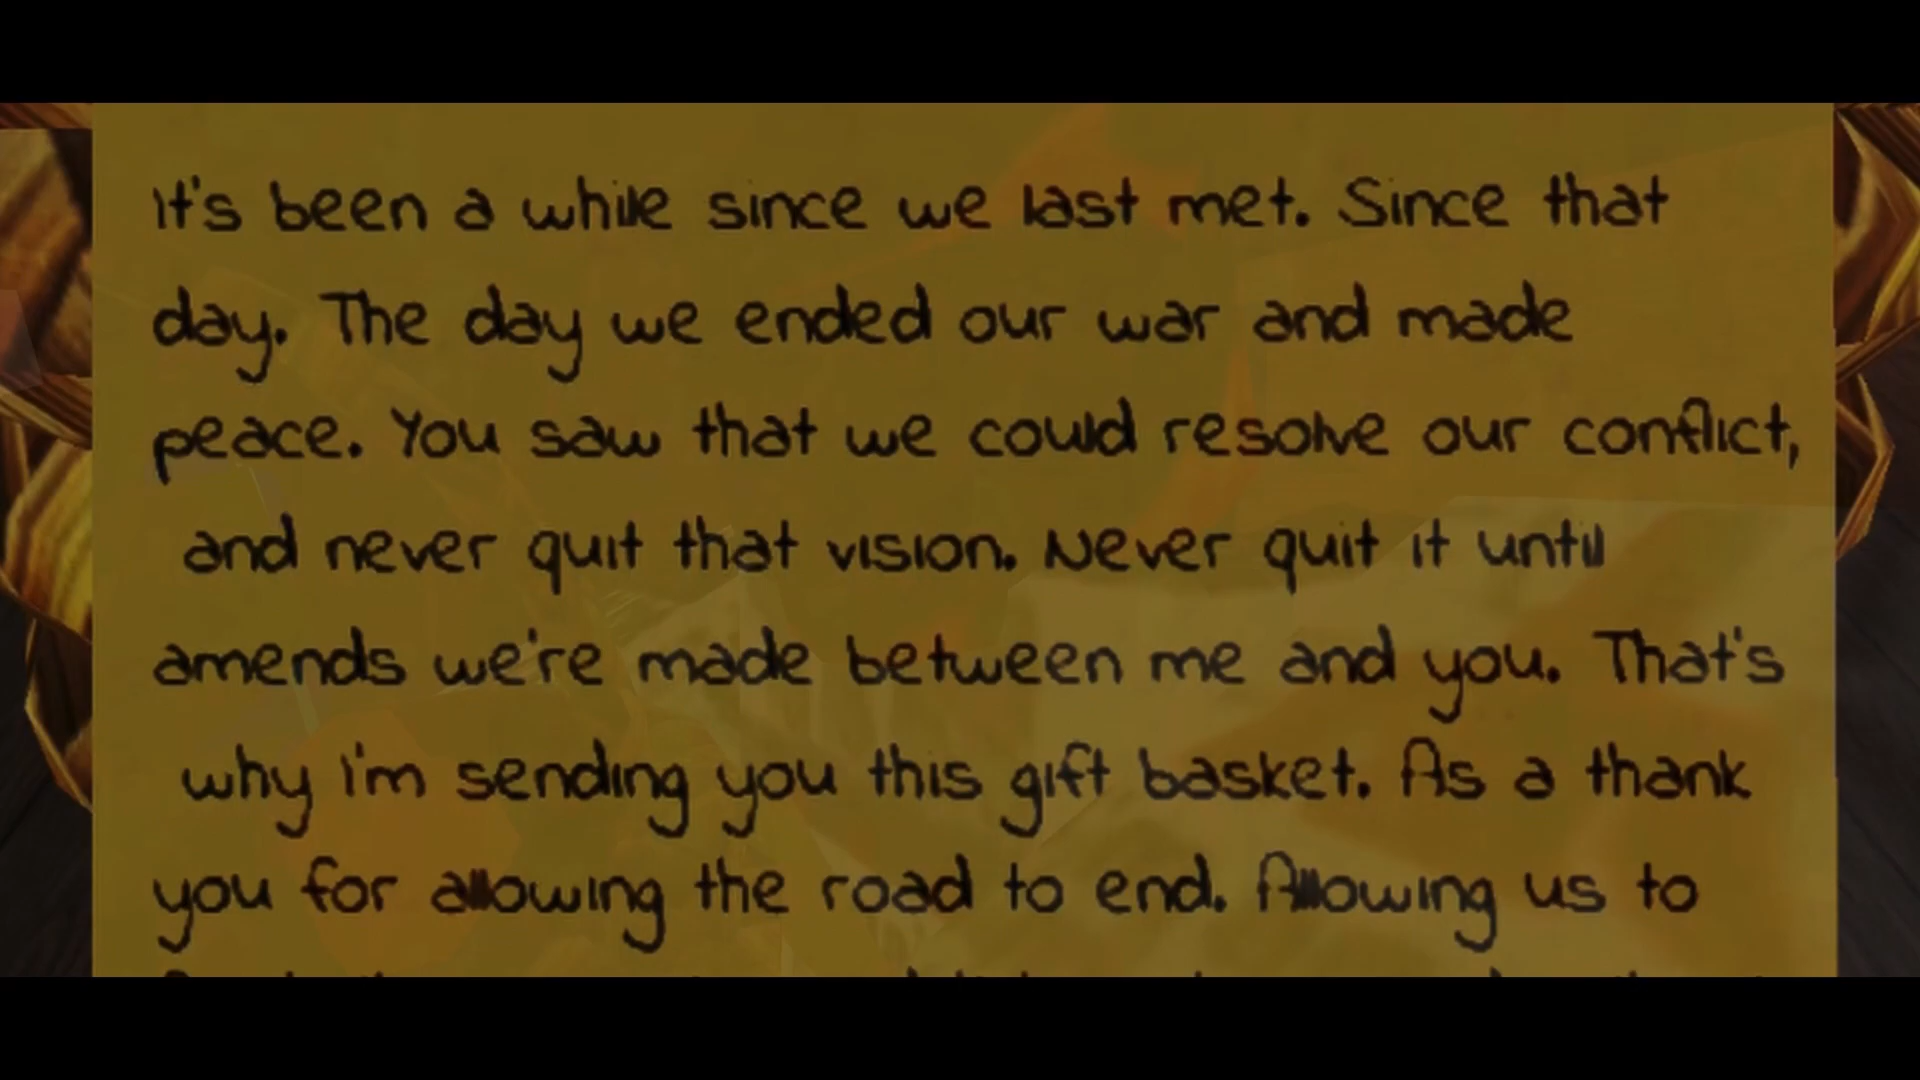 It's been a while since we last met. Since that
day. The day we ended our war and made
peace. You saw that we could resolve our conflict,
and never quit that vision. Never quit it until
amends we're made between me and you. That's
why I'm sending you this gift basket. As a thank
you for allowing the road to end. Allowing us to